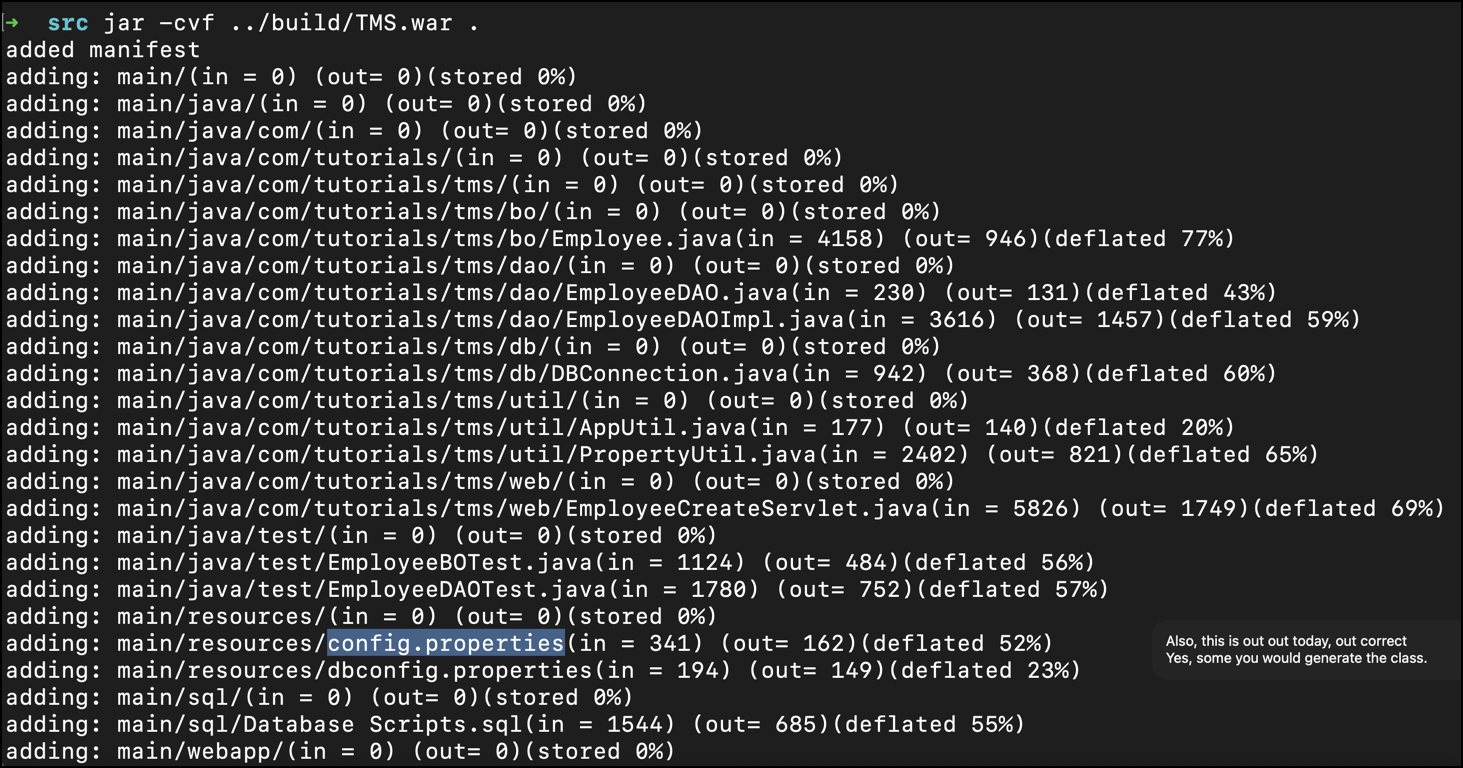 ➜ src jar -cvf ../build/TMS.war .
added manifest
adding: main/(in = 0) (out= 0)(stored 0%)
adding: main/java/(in = 0) (out= 0)(stored 0%)
adding: main/java/com/(in = 0) (out= 0)(stored 0%)
adding: main/java/com/tutorials/(in = 0) (out= 0)(stored 0%)
adding: main/java/com/tutorials/tms/(in = 0) (out= 0)(stored 0%)
adding: main/java/com/tutorials/tms/bo/(in = 0) (out= 0)(stored 0%)
adding: main/java/com/tutorials/tms/bo/Employee.java(in = 4158) (out= 946)(deflated 77%)
adding: main/java/com/tutorials/tms/dao/(in = 0) (out= 0)(stored 0%)
adding: main/java/com/tutorials/tms/dao/EmployeeDAO.java(in = 230) (out= 131)(deflated 43%)
adding: main/java/com/tutorials/tms/dao/EmployeeDAOImpl.java(in = 3616) (out= 1457)(deflated 59%)
adding: main/java/com/tutorials/tms/db/(in = 0) (out= 0)(stored 0%)
adding: main/java/com/tutorials/tms/db/DBConnection.java(in = 942) (out= 368)(deflated 60%)
adding: main/java/com/tutorials/tms/util/(in = 0) (out= 0)(stored 0%)
adding: main/java/com/tutorials/tms/util/AppUtil.java(in = 177) (out= 140)(deflated 20%)
adding: main/java/com/tutorials/tms/util/PropertyUtil.java(in = 2402) (out= 821)(deflated 65%)
adding: main/java/com/tutorials/tms/web/(in = 0) (out= 0)(stored 0%)
adding: main/java/com/tutorials/tms/web/EmployeeCreateServlet.java(in = 5826) (out= 1749)(deflated 69%)
adding: main/java/test/(in = 0) (out= 0)(stored 0%)
adding: main/java/test/EmployeeBOTest.java(in = 1124) (out= 484)(deflated 56%)
adding: main/java/test/EmployeeDAOTest.java(in = 1780) (out= 752)(deflated 57%)
adding: main/resources/(in = 0) (out= 0)(stored 0%)
adding: main/resources/config.properties(in = 341) (out= 162)(deflated 52%)
adding: main/resources/dbconfig.properties(in = 194) (out= 149)(deflated 23%)
adding: main/sql/(in = 0) (out= 0)(stored 0%)
adding: main/sql/Database Scripts.sql(in = 1544) (out= 685)(deflated 55%)
adding: main/webapp/(in = 0) (out= 0)(stored 0%)
Also, this is out out today, out correct
Yes, some you would generate the class.